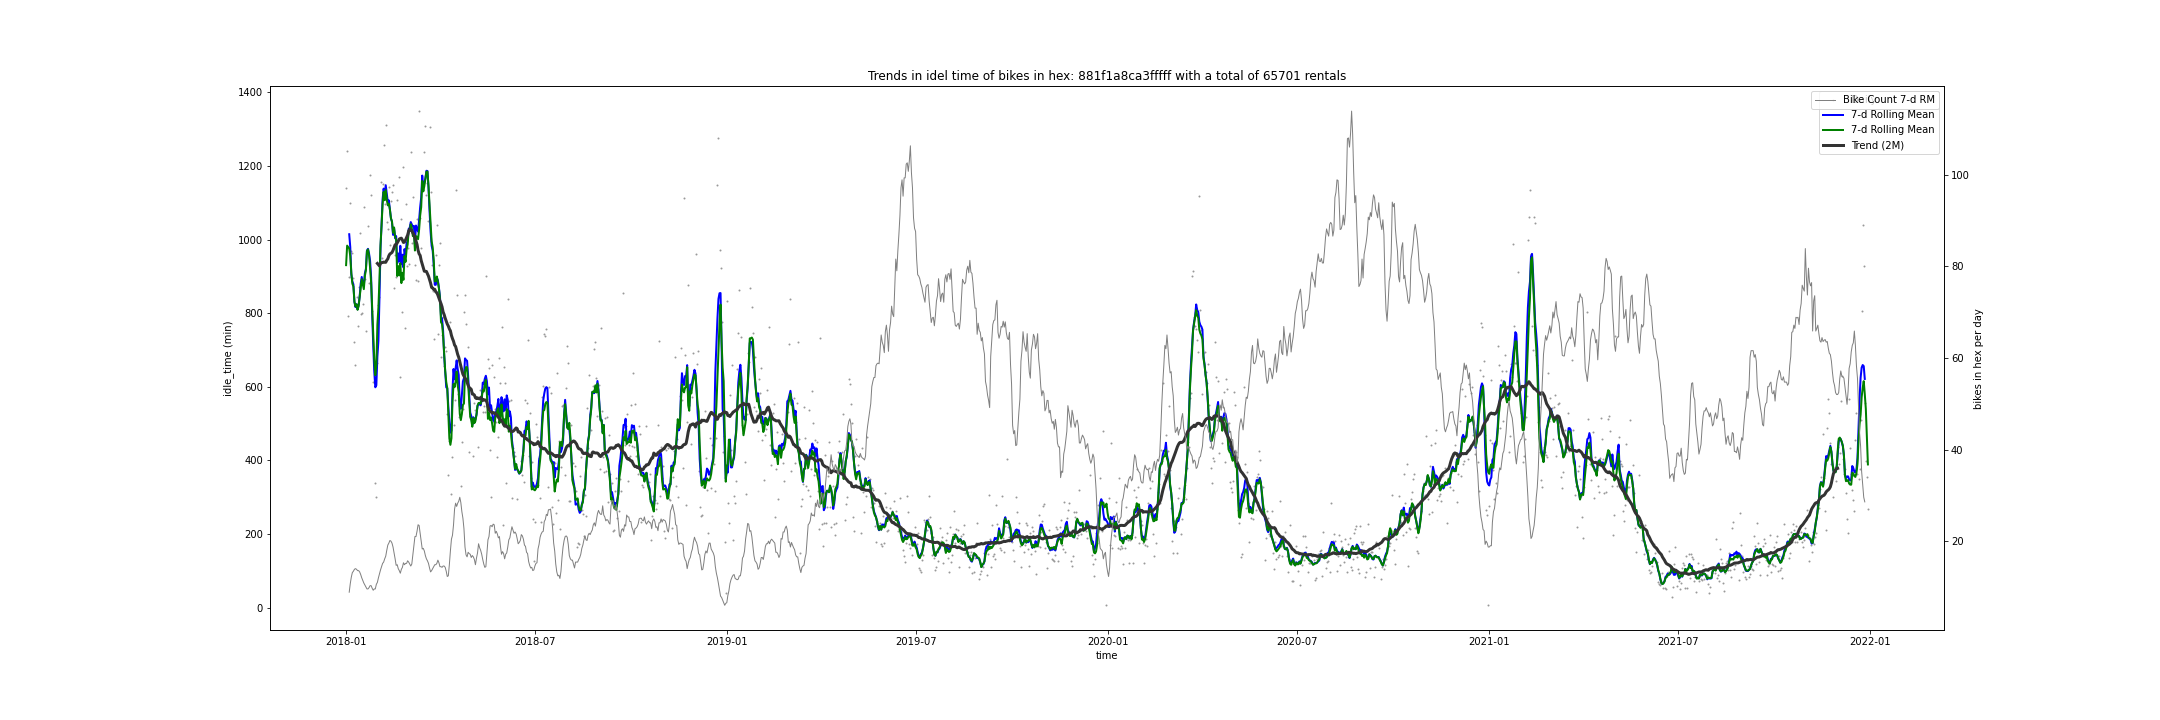 Trends in idel time of bikes in hex: 881f1a8ca3fffff with a total of 65701 rentals
Bike Count 7-d RM
7-d Rolling Mean
7-d Rolling Mean
Trend (2M)
idle_time (min)
1400
1200
1000
800
600
400
200
0
bikes in hex per day
100
80
60
40
20
2018-01 2018-07 2019-01 2019-07 2020-01 2020-07 2021-01 2021-07 2022-01
time